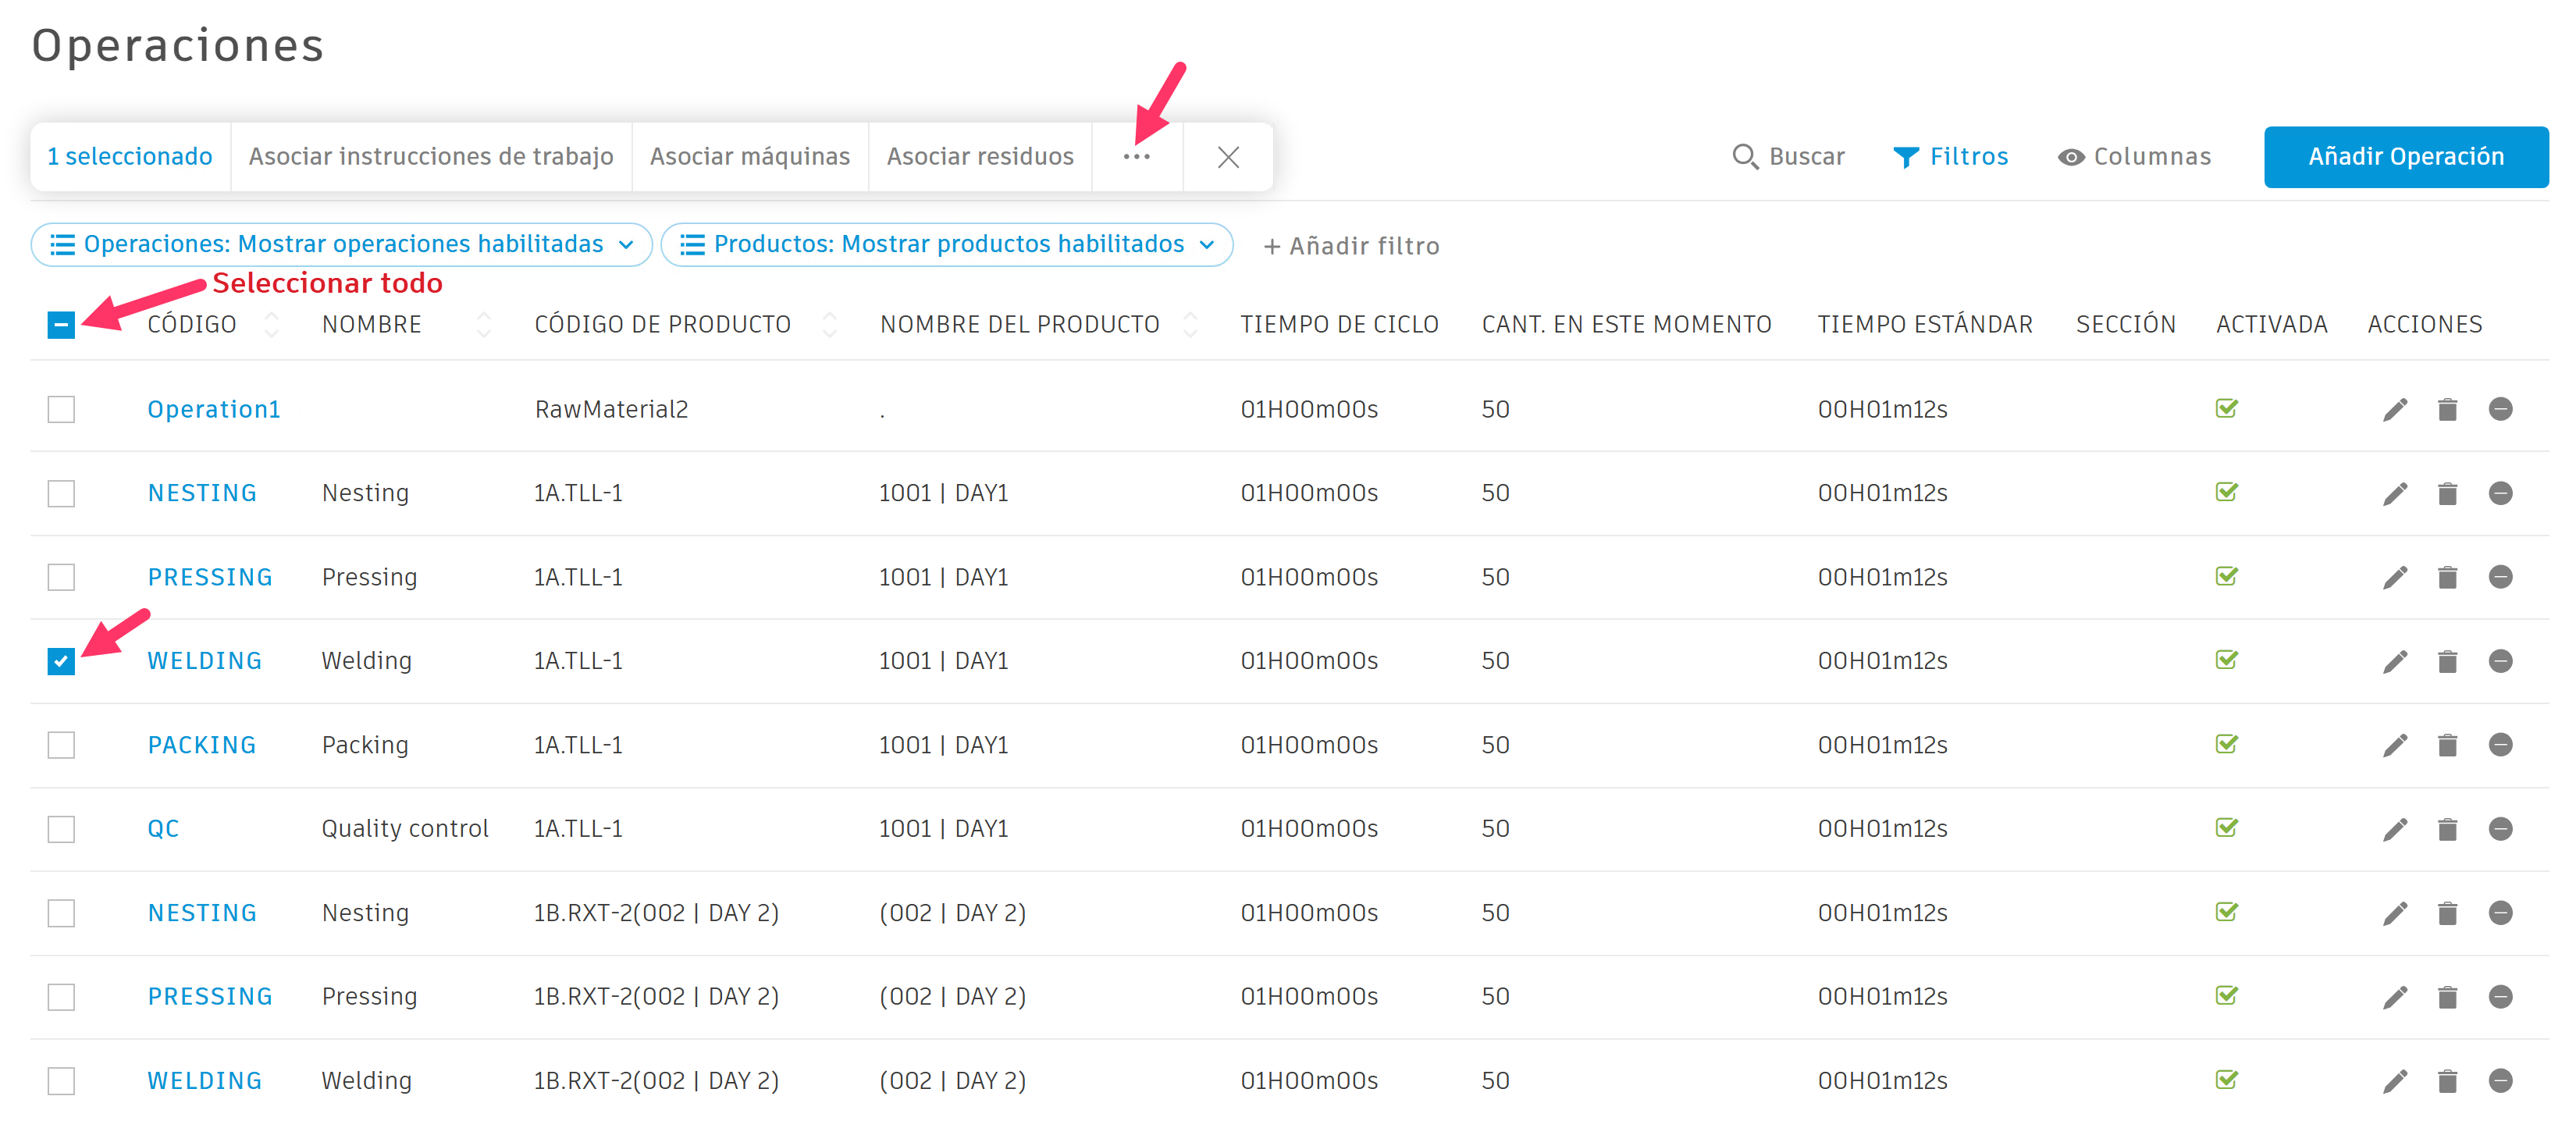 Operaciones
1 seleccionado Asociar instrucciones de trabajo Asociar máquinas Asociar residuos ... Buscar Filtros Columnas Añadir Operación
Operaciones: Mostrar operaciones habilitadas Productos: Mostrar productos habilitados + Añadir filtro
Seleccionar todo
CÓDIGO NOMBRE CÓDIGO DE PRODUCTO NOMBRE DEL PRODUCTO TIEMPO DE CICLO CANT. EN ESTE MOMENTO TIEMPO ESTÁNDAR SECCIÓN ACTIVADA ACCIONES
Operation1 RawMaterial2 . 01H00m00s 50 00H01m12s
NESTING Nesting 1A.TLL-1 1001 | DAY1 01H00m00s 50 00H01m12s
PRESSING Pressing 1A.TLL-1 1001 | DAY1 01H00m00s 50 00H01m12s
WELDING Welding 1A.TLL-1 1001 | DAY1 01H00m00s 50 00H01m12s
PACKING Packing 1A.TLL-1 1001 | DAY1 01H00m00s 50 00H01m12s
QC Quality control 1A.TLL-1 1001 | DAY1 01H00m00s 50 00H01m12s
NESTING Nesting 1B.RXT-2(002 | DAY 2) (002 | DAY 2) 01H00m00s 50 00H01m12s
PRESSING Pressing 1B.RXT-2(002 | DAY 2) (002 | DAY 2) 01H00m00s 50 00H01m12s
WELDING Welding 1B.RXT-2(002 | DAY 2) (002 | DAY 2) 01H00m00s 50 00H01m12s